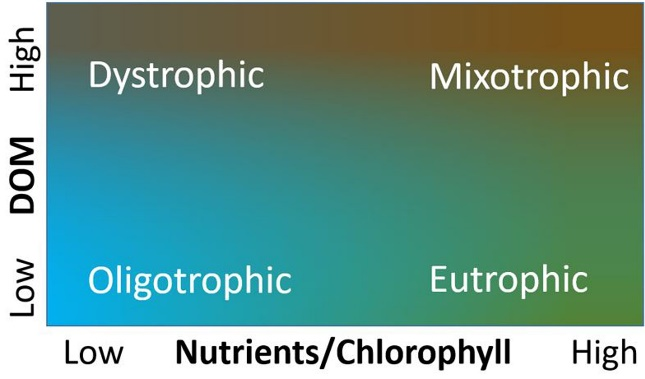 High
Dystrophic Mixotrophic
DOM
Low
Oligotrophic Eutrophic
Low Nutrients/Chlorophyll High